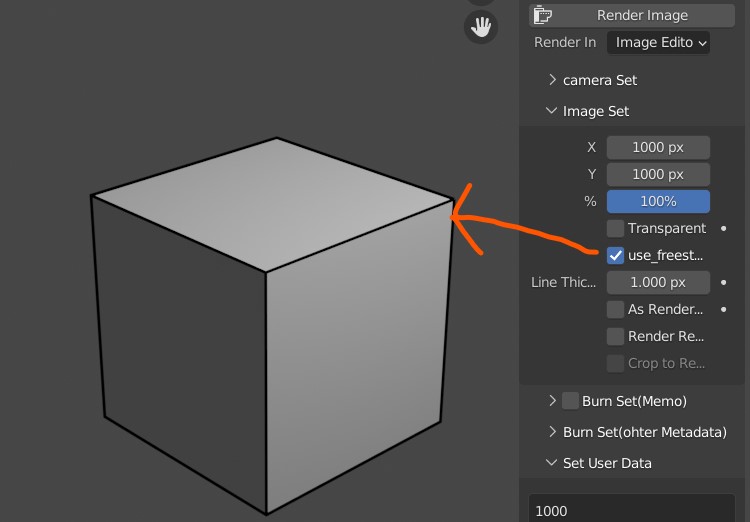 Render Image
Render In Image Edito
camera Set
Image Set
X 1000 px
Y 1000 px
% 100%
Transparent
use_freest...
Line Thic... 1.000 px
As Render...
Render Re...
Crop to Re...
Burn Set(Memo)
Burn Set(ohter Metadata)
Set User Data
1000